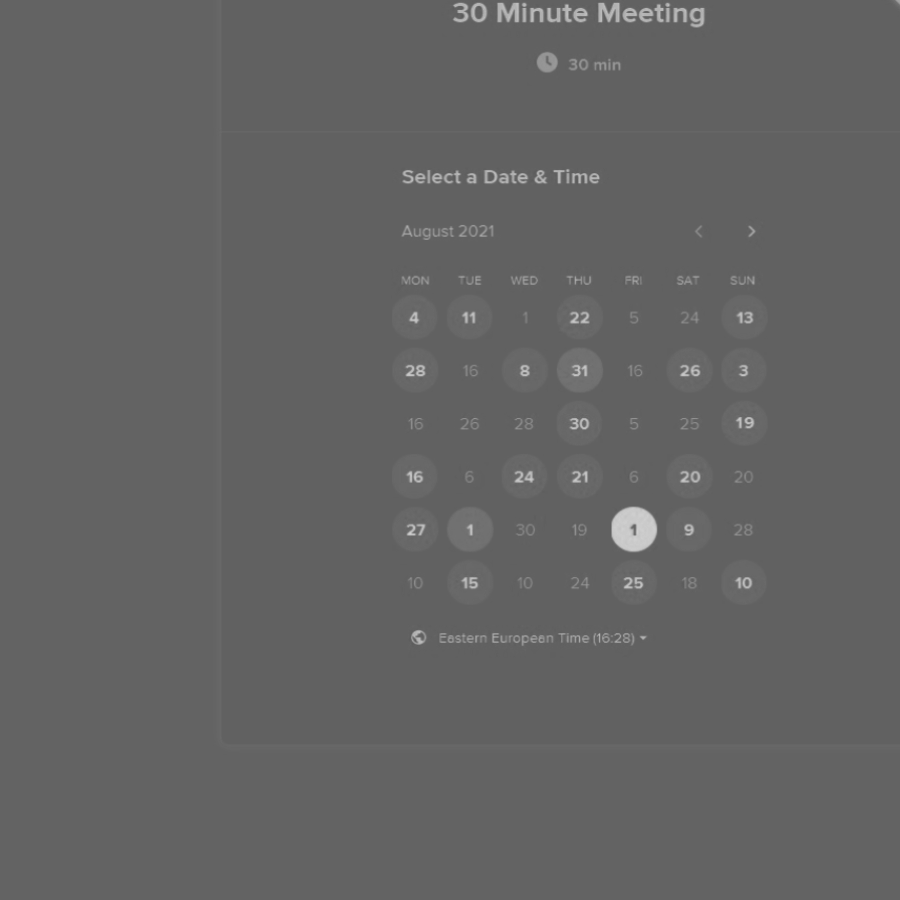 30 Minute Meeting
30 min
Select a Date & Time
August 2021
MON TUE WED THU FRI SAT SUN
4 11 1 22 5 24 13
28 16 8 31 16 26 3
16 26 28 30 5 25 19
16 6 24 21 6 20 20
27 1 30 19 1 9 28
10 15 10 24 25 18 10
Eastern European Time (16:28)